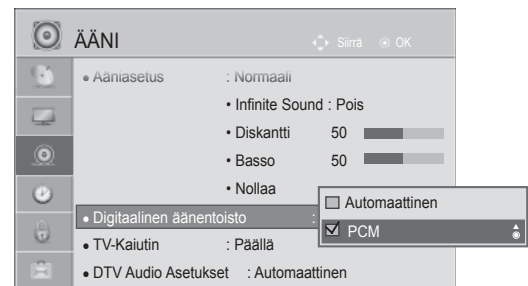 ÄÄNI Siirrä OK
• Ääniasetus : Normaali
• Infinite Sound : Pois
• Diskantti 50
• Basso 50
• Nollaa
• Digitaalinen äänentoisto :
Automaattinen
PCM
• TV-Kaiutin : Päällä
• DTV Audio Asetukset : Automaattinen